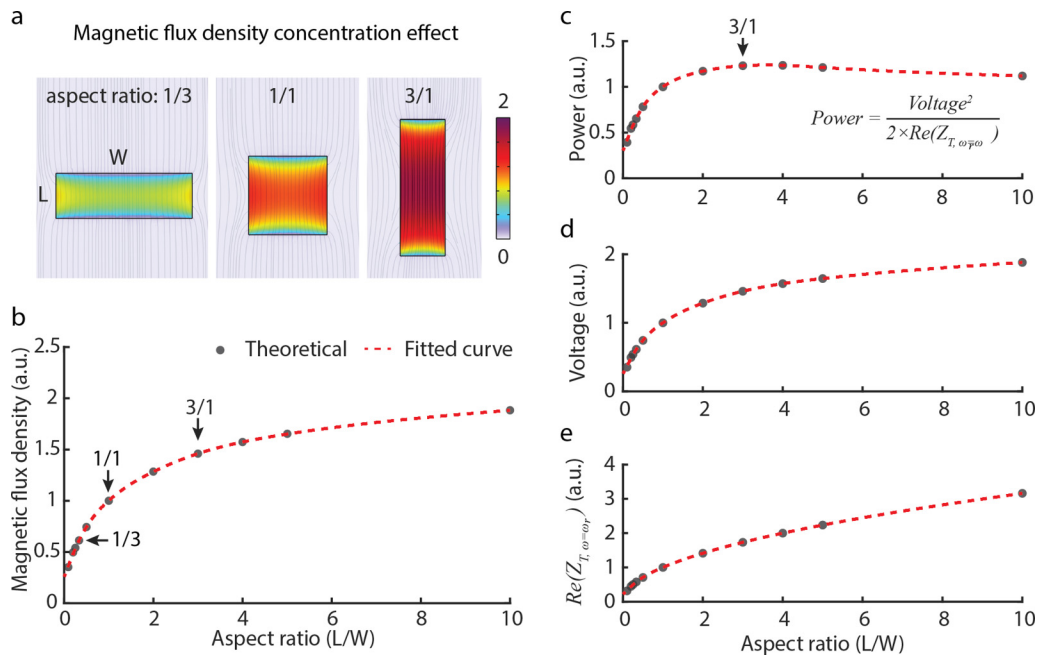 a
Magnetic flux density concentration effect
aspect ratio: 1/3
1/1
3/1
W
L
2
0
b
Magnetic flux density (a.u.)
2.5
2
1.5
1
0.5
0
Theoretical
Fitted curve
3/1
1/1
1/3
0 2 4 6 8 10
Aspect ratio (L/W)
c
Power (a.u.)
1.5
1
0.5
0
3/1
Power = Voltage² / 2×Re(Z_T, ω=ω)
0 2 4 6 8 10
d
Voltage (a.u.)
2
1
0
0 2 4 6 8 10
e
Re(Z_T, ω=ω_r) (a.u.)
4
3
2
1
0
0 2 4 6 8 10
Aspect ratio (L/W)